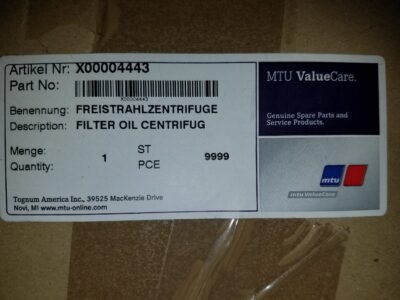 Artikel Nr: X00004443
Part No:
X00004443
Benennung: FREISTRAHLZENTRIFUGE
Description: FILTER OIL CENTRIFUG
Menge: 1 ST 9999
Quantity: PCE
Tognum America Inc., 39525 MacKenzie Drive
Novi, MI www.mtu-online.com
MTU ValueCare.
Genuine Spare Parts and
Service Products.
mtu
mtu ValueCare